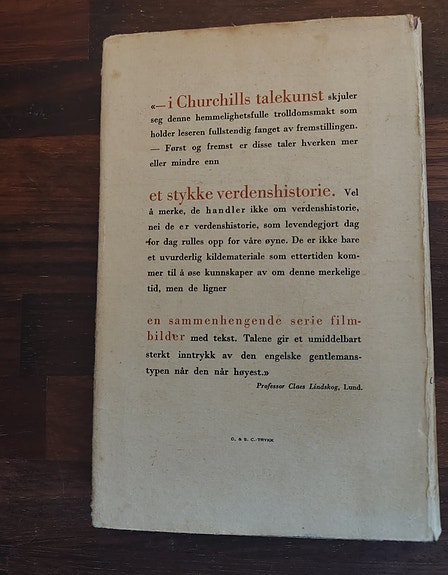 «— i Churchills talekunst skjuler
seg denne hemmelighetsfulle trolldomsmakt som
holder leseren fullstendig fanget av fremstillingen.
— Først og fremst er disse taler hverken mer
eller mindre enn
et stykke verdenshistorie. Vel
å merke, de handler ikke om verdenshistorie,
nei de er verdenshistorie, som levendegjort dag
for dag rulles opp for våre øyne. De er ikke bare
et uvurderlig kildemateriale som ettertiden kom-
mer til å øse kunnskaper av om denne merkelige
tid, men de ligner
en sammenhengende serie film-
bilder med tekst. Talene gir et umiddelbart
sterkt inntrykk av den engelske gentlemans-
typen når den når høyest.»
Professor Claes Lindskog, Lund.
D. & S. C.-TRYKK